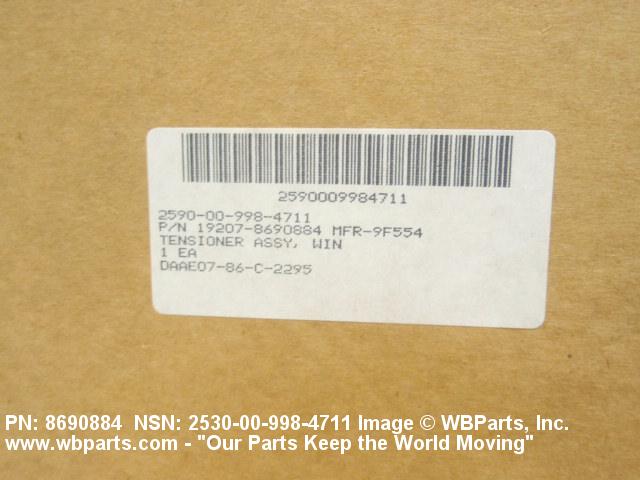 2590009984711
2590-00-998-4711
P/N 19207-8690884 MFR-9F554
TENSIONER ASSY, WIN
1 EA
DAAE07-86-C-2295
PN: 8690884 NSN: 2530-00-998-4711 Image © WBParts, Inc.
www.wbparts.com - "Our Parts Keep the World Moving"